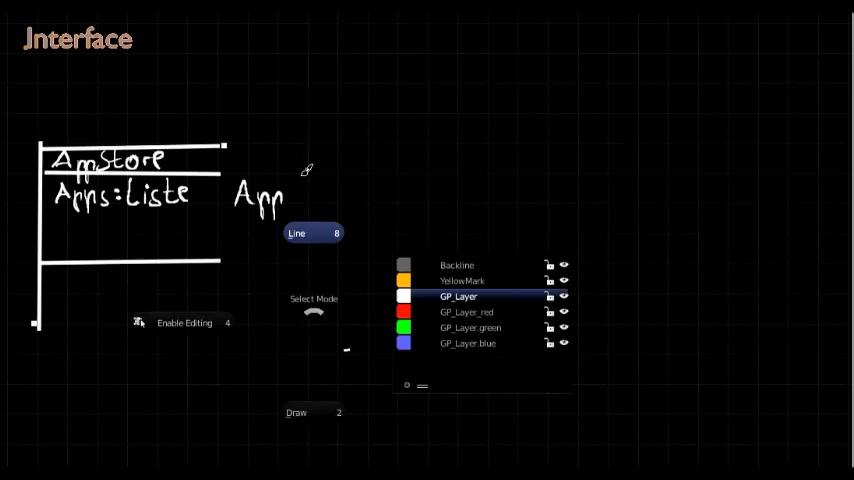 Interface
AppStore
Apps:Liste App
Line 8
Select Mode
Enable Editing 4
Draw 2
Backline
YellowMark
GP_Layer
GP_Layer_red
GP_Layer.green
GP_Layer.blue